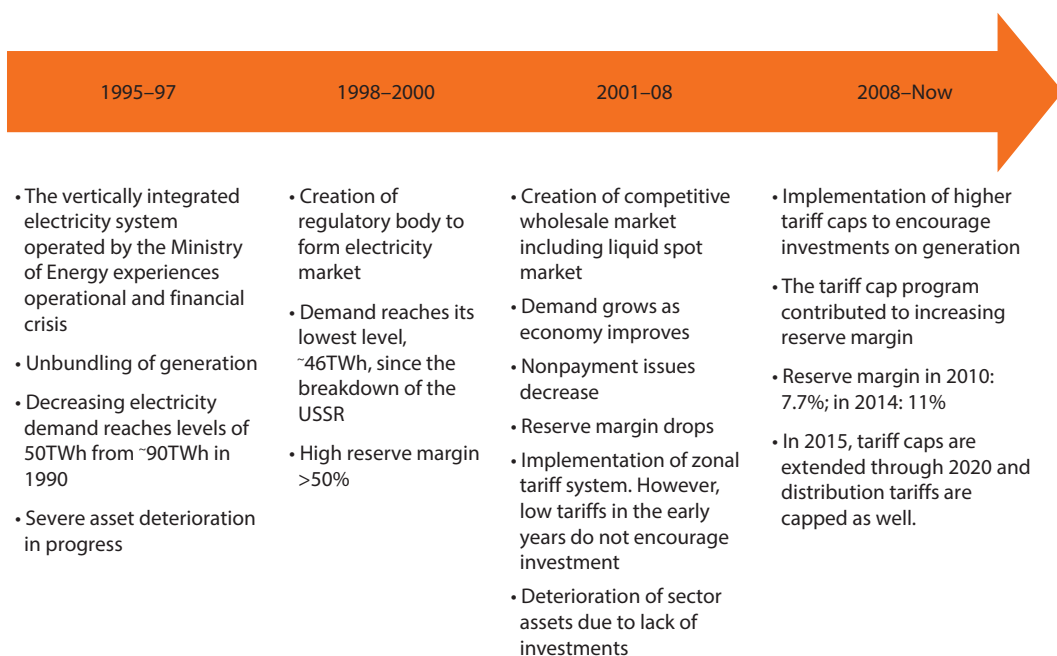 1995–97
1998–2000
2001–08
2008–Now
• The vertically integrated
electricity system
operated by the Ministry
of Energy experiences
operational and financial
crisis
• Unbundling of generation
• Decreasing electricity
demand reaches levels of
50TWh from ~90TWh in
1990
• Severe asset deterioration
in progress
• Creation of
regulatory body to
form electricity
market
• Demand reaches its
lowest level,
~46TWh, since the
breakdown of the
USSR
• High reserve margin
>50%
• Creation of competitive
wholesale market
including liquid spot
market
• Demand grows as
economy improves
• Nonpayment issues
decrease
• Reserve margin drops
• Implementation of zonal
tariff system. However,
low tariffs in the early
years do not encourage
investment
• Deterioration of sector
assets due to lack of
investments
• Implementation of higher
tariff caps to encourage
investments on generation
• The tariff cap program
contributed to increasing
reserve margin
• Reserve margin in 2010:
7.7%; in 2014: 11%
• In 2015, tariff caps are
extended through 2020 and
distribution tariffs are
capped as well.